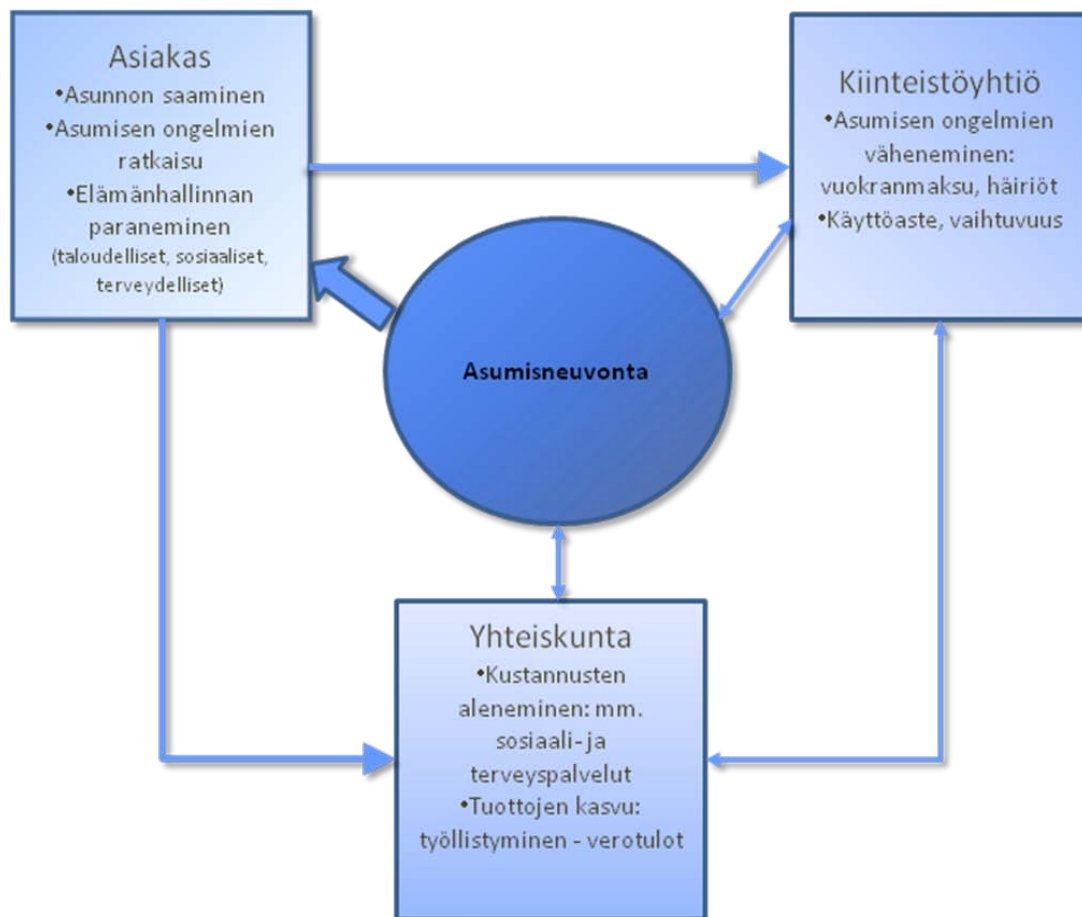 Asiakas
•Asunnon saaminen
•Asumisen ongelmien
ratkaisu
•Elämänhallinnan
paraneminen
(taloudelliset, sosiaaliset,
terveydelliset)
Kiinteistöyhtiö
•Asumisen ongelmien
väheneminen:
vuokranmaksu, häiriöt
•Käyttöaste, vaihtuvuus
Asumisneuvonta
Yhteiskunta
•Kustannusten
aleneminen: mm.
sosiaali- ja
terveyspalvelut
•Tuottojen kasvu:
työllistyminen - verotulot